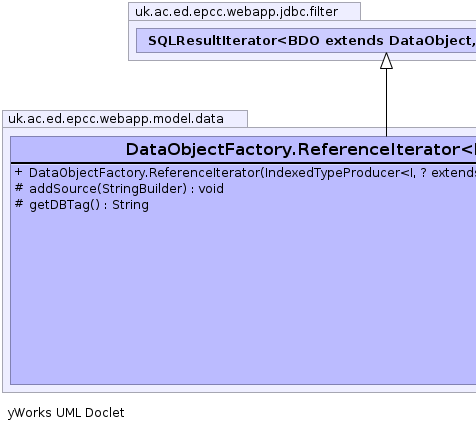 uk.ac.ed.epcc.webapp.jdbc.filter
SQLResultIterator<BDO extends DataObject,
uk.ac.ed.epcc.webapp.model.data
DataObjectFactory.ReferenceIterator<
+ DataObjectFactory.ReferenceIterator(IndexedTypeProducer<I, ? extends
# addSource(StringBuilder) : void
# getDBTag() : String
yWorks UML Doclet